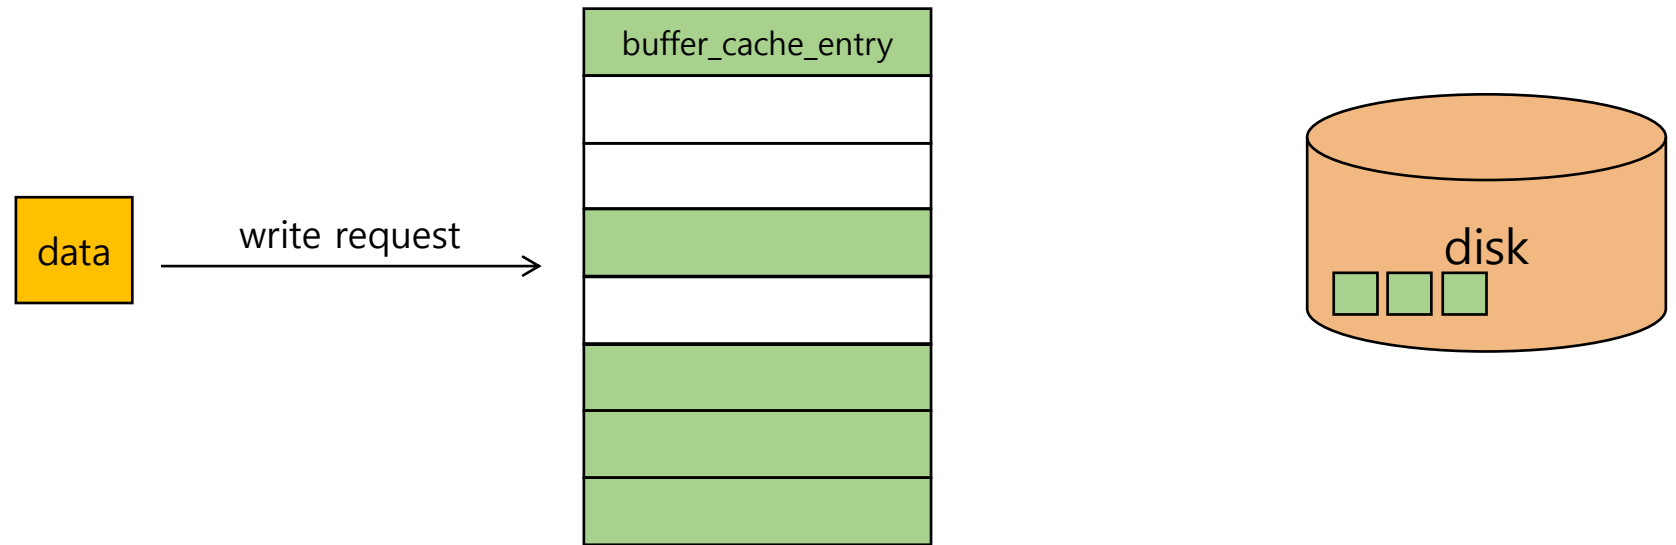 buffer_cache_entry
data
write request
disk